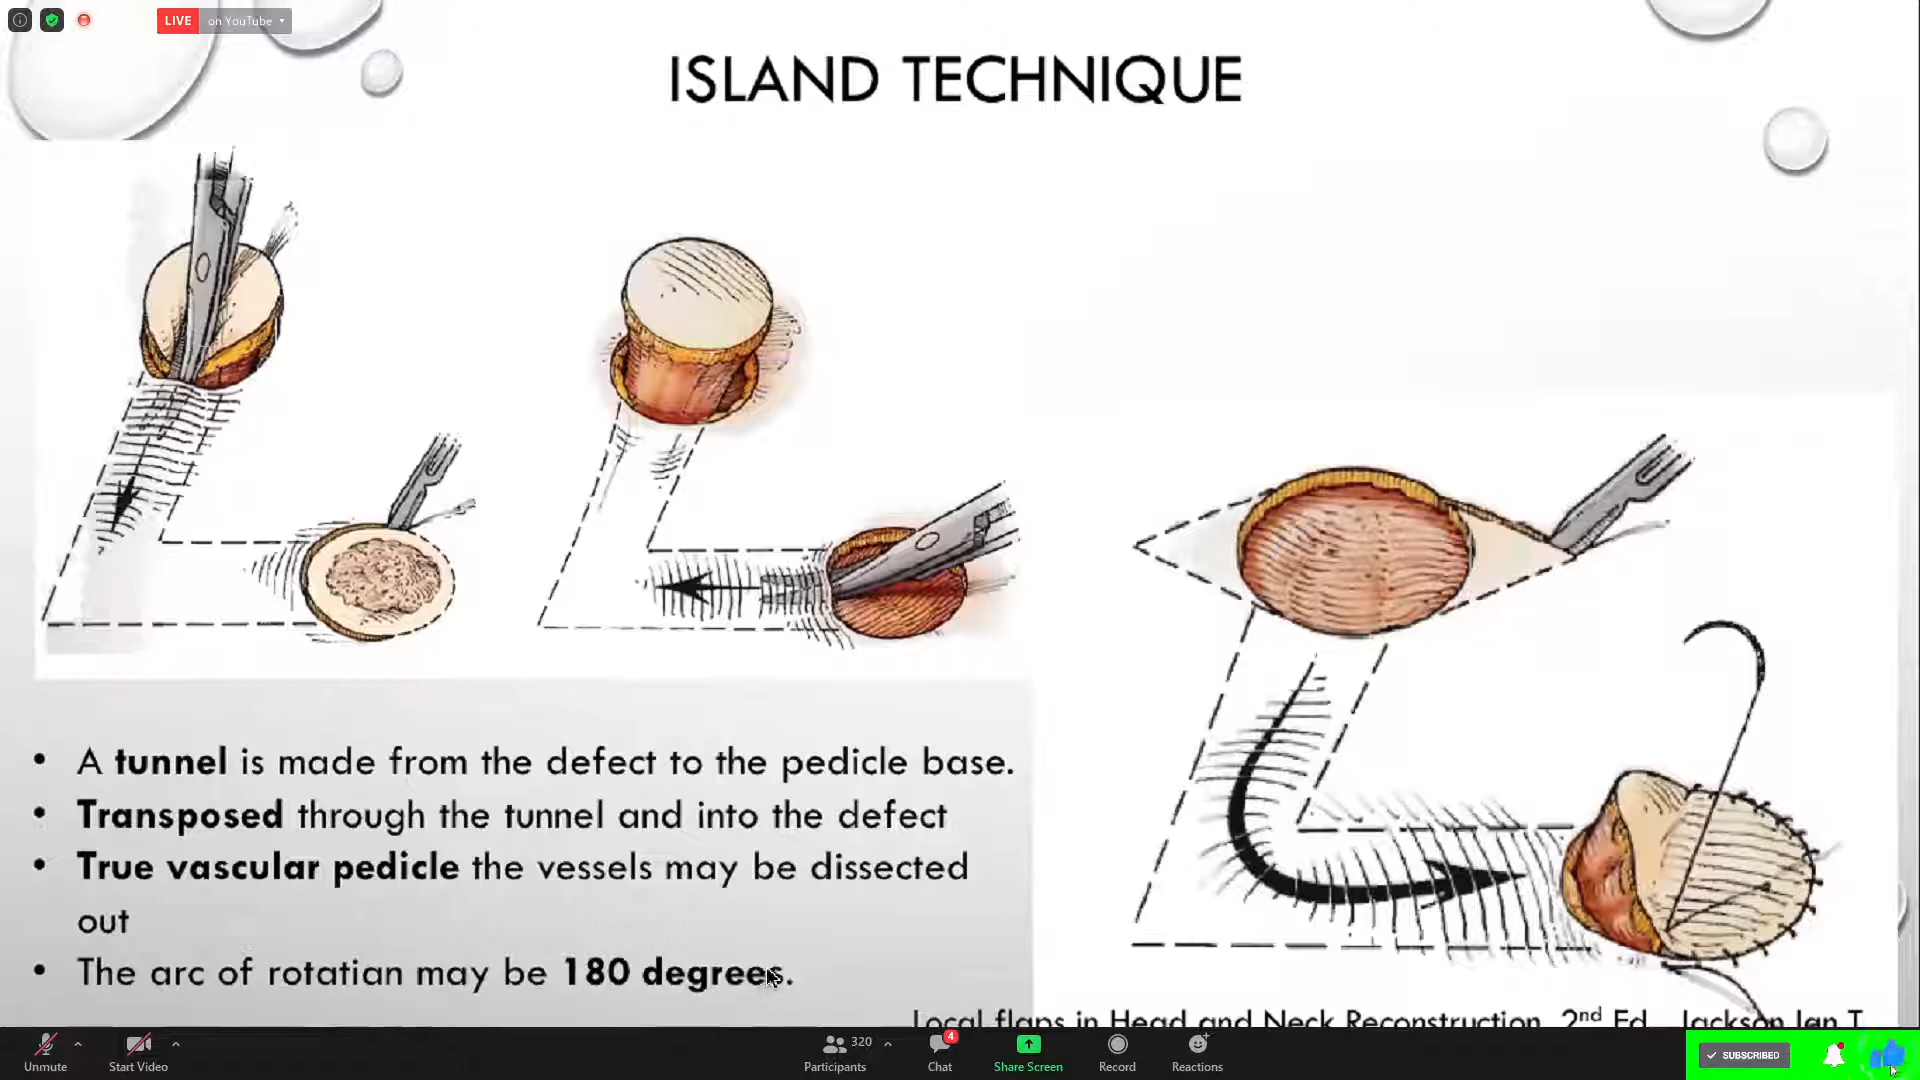 LIVE on YouTube
ISLAND TECHNIQUE
• A tunnel is made from the defect to the pedicle base.
• Transposed through the tunnel and into the defect
• True vascular pedicle the vessels may be dissected
out
• The arc of rotatian may be 180 degrees.
Local flaps in Head and Neck Reconstruction 2nd Ed Jackson Ian T
Unmute
Start Video
Participants 320
Chat 4
Share Screen
Record
Reactions
SUBSCRIBED